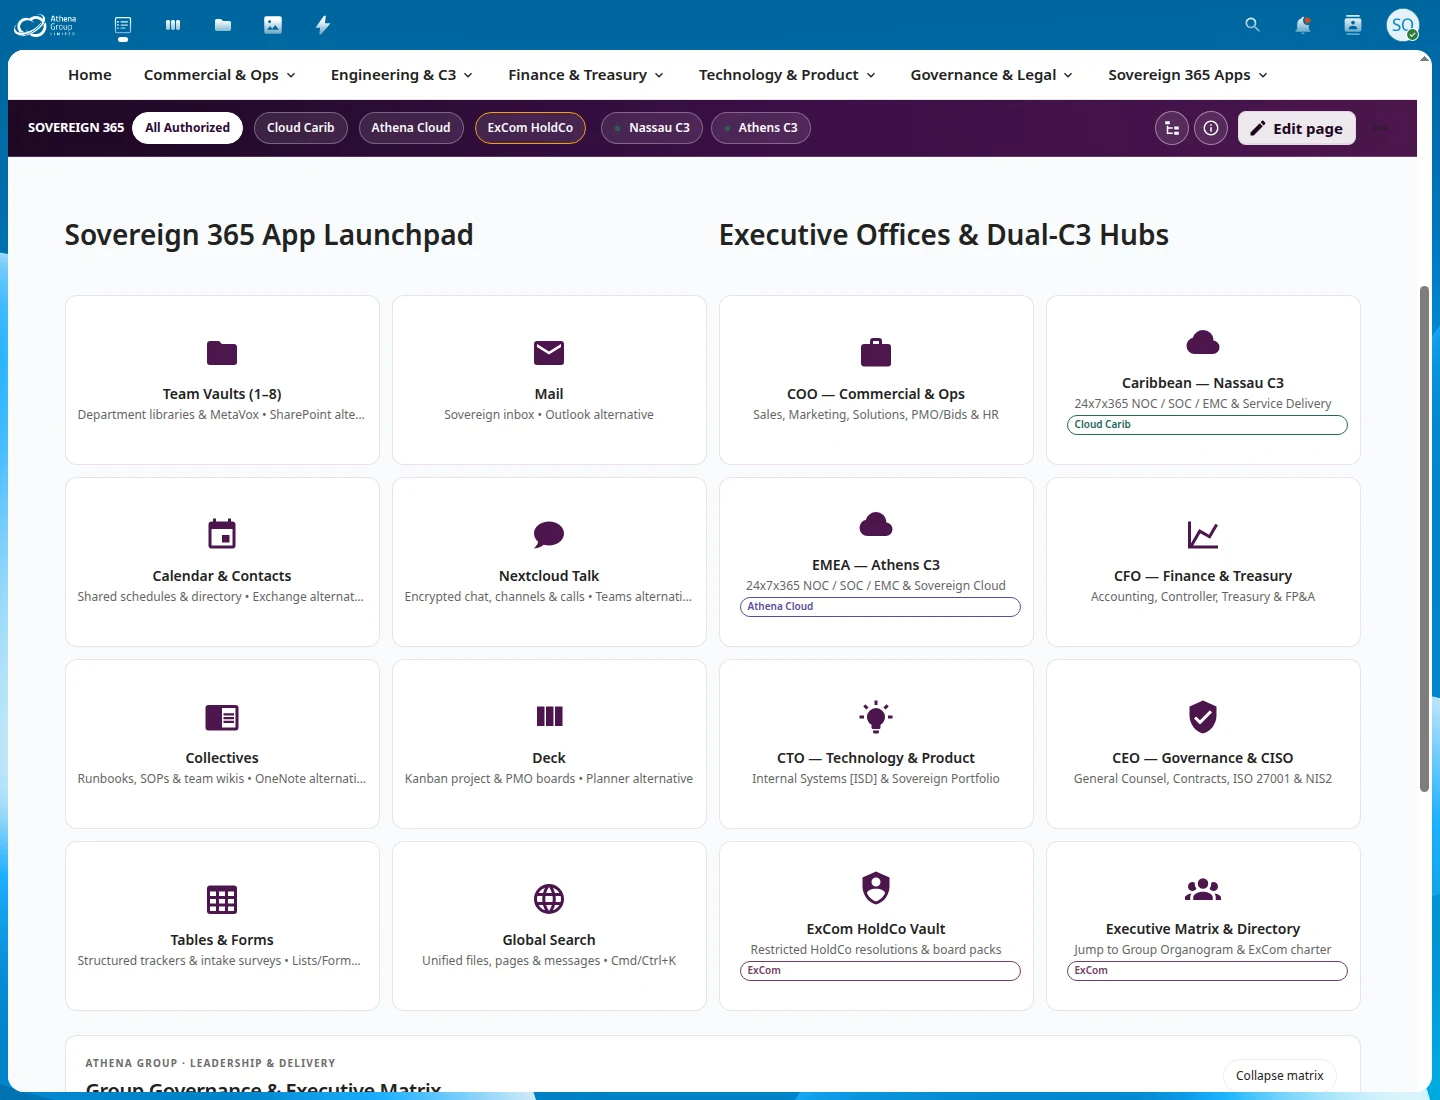 Athena
Group
LIMITED
SO
Home
Commercial & Ops
Engineering & C3
Finance & Treasury
Technology & Product
Governance & Legal
Sovereign 365 Apps
SOVEREIGN 365
All Authorized
Cloud Carib
Athena Cloud
ExCom HoldCo
Nassau C3
Athens C3
Edit page
Sovereign 365 App Launchpad
Executive Offices & Dual-C3 Hubs
Team Vaults (1–8)
Department libraries & MetaVox • SharePoint alte...
Mail
Sovereign inbox • Outlook alternative
COO — Commercial & Ops
Sales, Marketing, Solutions, PMO/Bids & HR
Caribbean — Nassau C3
24x7x365 NOC / SOC / EMC & Service Delivery
Cloud Carib
Calendar & Contacts
Shared schedules & directory • Exchange alternat...
Nextcloud Talk
Encrypted chat, channels & calls • Teams alternati...
EMEA — Athens C3
24x7x365 NOC / SOC / EMC & Sovereign Cloud
Athena Cloud
CFO — Finance & Treasury
Accounting, Controller, Treasury & FP&A
Collectives
Runbooks, SOPs & team wikis • OneNote alternati...
Deck
Kanban project & PMO boards • Planner alternative
CTO — Technology & Product
Internal Systems [ISD] & Sovereign Portfolio
CEO — Governance & CISO
General Counsel, Contracts, ISO 27001 & NIS2
Tables & Forms
Structured trackers & intake surveys • Lists/Form...
Global Search
Unified files, pages & messages • Cmd/Ctrl+K
ExCom HoldCo Vault
Restricted HoldCo resolutions & board packs
ExCom
Executive Matrix & Directory
Jump to Group Organogram & ExCom charter
ExCom
ATHENA GROUP · LEADERSHIP & DELIVERY
Group Governance & Executive Matrix
Collapse matrix